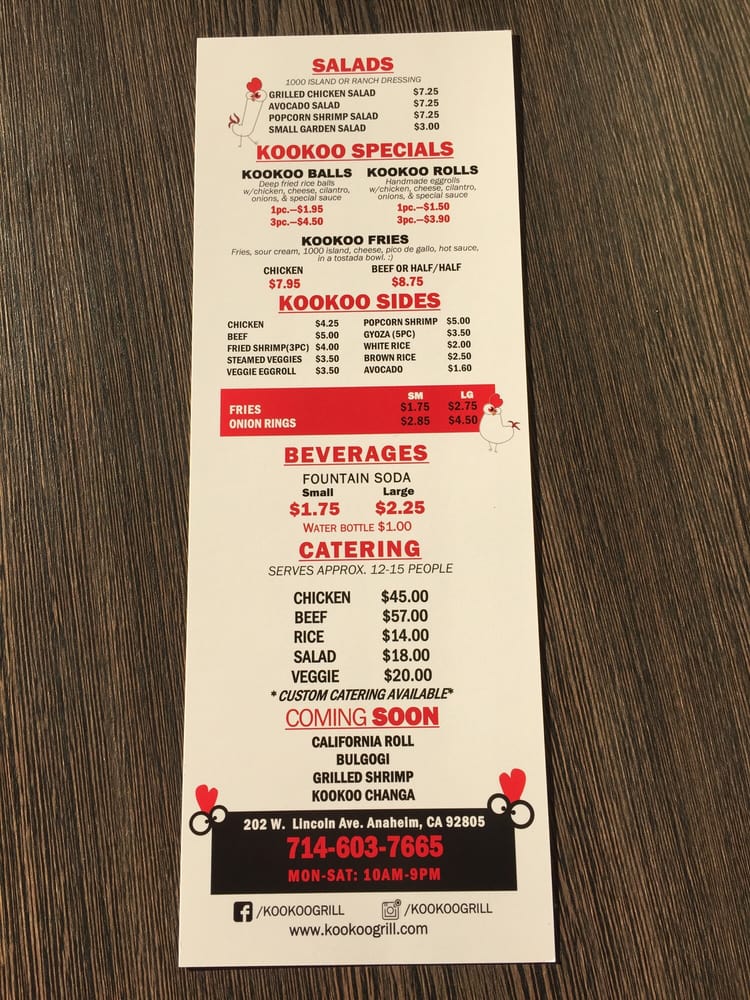 SALADS
1000 ISLAND OR RANCH DRESSING
GRILLED CHICKEN SALAD $7.25
AVOCADO SALAD $7.25
POPCORN SHRIMP SALAD $7.25
SMALL GARDEN SALAD $3.00
KOOKOO SPECIALS
KOOKOO BALLS
Deep fried rice balls
w/chicken, cheese, cilantro,
onions, & special sauce
1pc.—$1.95
3pc.—$4.50
KOOKOO ROLLS
Handmade eggrolls
w/chicken, cheese, cilantro,
onions, & special sauce
1pc.—$1.50
3pc.—$3.90
KOOKOO FRIES
Fries, sour cream, 1000 island, cheese, pico de gallo, hot sauce,
in a tostada bowl. :)
CHICKEN BEEF OR HALF/HALF
$7.95 $8.75
KOOKOO SIDES
CHICKEN $4.25
BEEF $5.00
FRIED SHRIMP(3PC) $4.00
STEAMED VEGGIES $3.50
VEGGIE EGGROLL $3.50
POPCORN SHRIMP $5.00
GYOZA (5PC) $3.50
WHITE RICE $2.00
BROWN RICE $2.50
AVOCADO $1.60
SM LG
FRIES $1.75 $2.75
ONION RINGS $2.85 $4.50
BEVERAGES
FOUNTAIN SODA
Small Large
$1.75 $2.25
WATER BOTTLE $1.00
CATERING
SERVES APPROX. 12-15 PEOPLE
CHICKEN $45.00
BEEF $57.00
RICE $14.00
SALAD $18.00
VEGGIE $20.00
* CUSTOM CATERING AVAILABLE*
COMING SOON
CALIFORNIA ROLL
BULGOGI
GRILLED SHRIMP
KOOKOO CHANGA
202 W. Lincoln Ave. Anaheim, CA 92805
714-603-7665
MON-SAT: 10AM-9PM
/KOOKOOGRILL /KOOKOOGRILL
www.kookoogrill.com